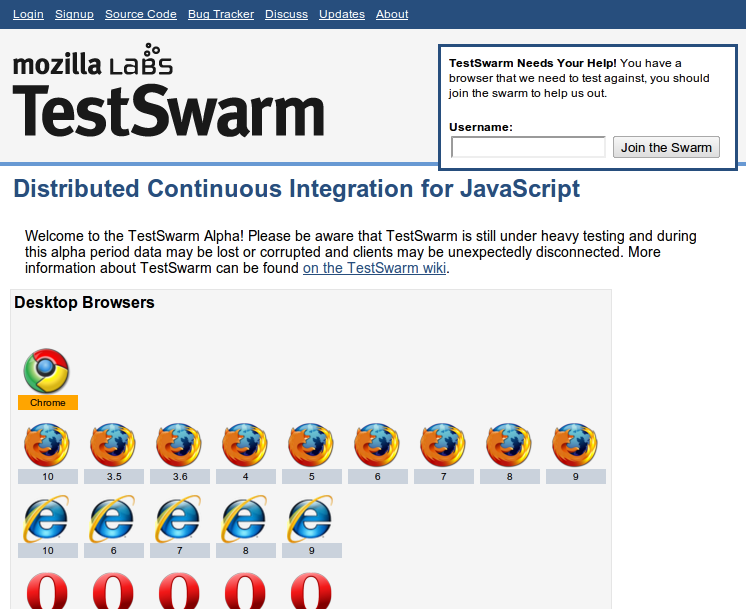 Login Signup Source Code Bug Tracker Discuss Updates About
mozilla LABS
TestSwarm
TestSwarm Needs Your Help! You have a
browser that we need to test against, you should
join the swarm to help us out.
Username:
Join the Swarm
Distributed Continuous Integration for JavaScript
Welcome to the TestSwarm Alpha! Please be aware that TestSwarm is still under heavy testing and during
this alpha period data may be lost or corrupted and clients may be unexpectedly disconnected. More
information about TestSwarm can be found on the TestSwarm wiki.
Desktop Browsers
Chrome
10 3.5 3.6 4 5 6 7 8 9
10 6 7 8 9